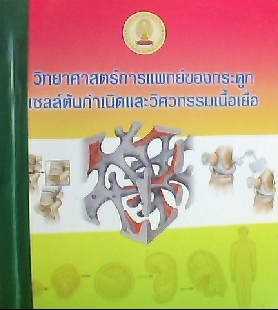 วิทยาศาสตร์การแพทย์ของกระดูก
เซลล์ต้นกำเนิดและวิศวกรรมเนื้อเยื่อ